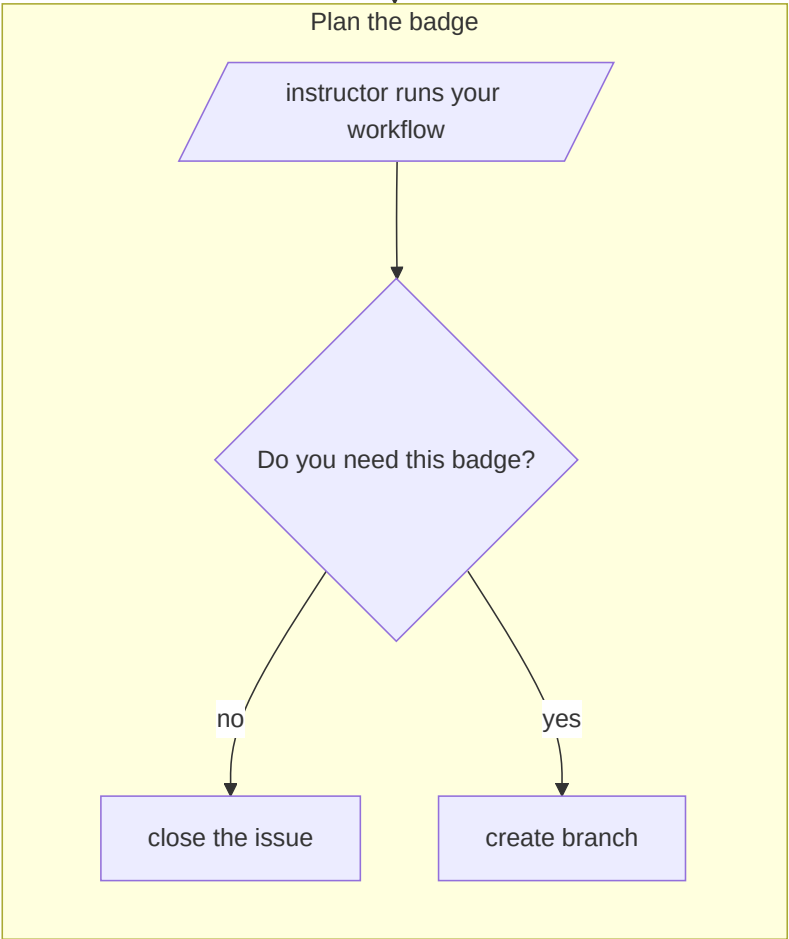 Plan the badge
instructor runs your
workflow
Do you need this badge?
no
yes
close the issue
create branch